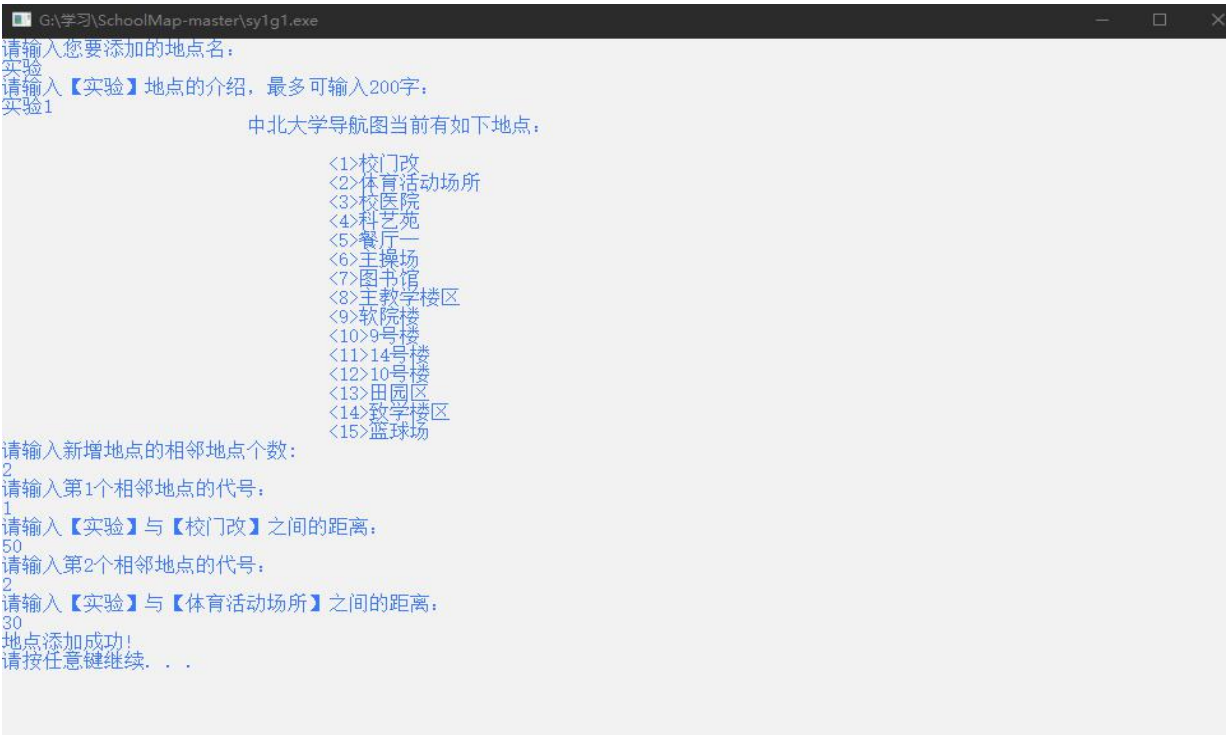 G:\学习\SchoolMap-master\sy1g1.exe
请输入您要添加的地点名：
实验
请输入【实验】地点的介绍，最多可输入200字：
实验1
中北大学导航图当前有如下地点：
<1>校门改
<2>体育活动场所
<3>校医院
<4>科艺苑
<5>餐厅一
<6>主操场
<7>图书馆
<8>主教学楼区
<9>软院楼
<10>9号楼
<11>14号楼
<12>10号楼
<13>田园区
<14>致学楼区
<15>篮球场
请输入新增地点的相邻地点个数：
2
请输入第1个相邻地点的代号：
1
请输入【实验】与【校门改】之间的距离：
50
请输入第2个相邻地点的代号：
2
请输入【实验】与【体育活动场所】之间的距离：
30
地点添加成功！
请按任意键继续. . .